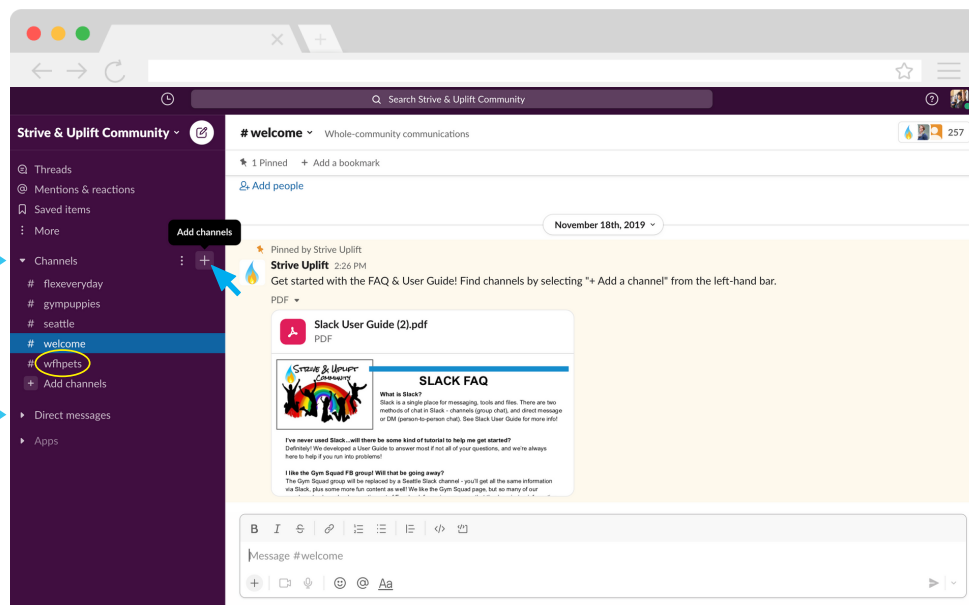 Search Strive & Uplift Community
Strive & Uplift Community
# welcome Whole-community communications
257
1 Pinned + Add a bookmark
Threads
@ Mentions & reactions
Saved items
More
Add channels
Add people
November 18th, 2019
Channels
# flexeveryday
# gympuppies
# seattle
# welcome
# wfhpets
+ Add channels
Direct messages
Apps
Pinned by Strive Uplift
Strive Uplift 2:26 PM
Get started with the FAQ & User Guide! Find channels by selecting "+ Add a channel" from the left-hand bar.
PDF
Slack User Guide (2).pdf
PDF
STRIVE & UPLIFT
COMMUNITY
SLACK FAQ
What is Slack?
Slack is a single place for messaging, tools and files. There are two
methods of chat in Slack - channels (group chat), and direct message
or DM (person-to-person chat). See Slack User Guide for more info!
I've never used Slack...will there be some kind of tutorial to help me get started?
Definitely! We developed a User Guide to answer most if not all of your questions, and we're always
here to help if you run into problems!
I like the Gym Squad FB group! Will that be going away?
The Gym Squad group will be replaced by a Seattle Slack channel - you'll get all the same information
via Slack, plus some more fun content as well! We like the Gym Squad page, but so many of our
B I S
Message #welcome
@ Aa